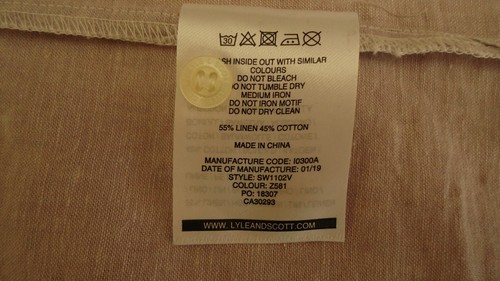 30
SH INSIDE OUT WITH SIMILAR
COLOURS
DO NOT BLEACH
DO NOT TUMBLE DRY
MEDIUM IRON
DO NOT IRON MOTIF
DO NOT DRY CLEAN
55% LINEN 45% COTTON
MADE IN CHINA
MANUFACTURE CODE: I0300A
DATE OF MANUFACTURE: 01/19
STYLE: SW1102V
COLOUR: Z581
PO: 18307
CA30293
WWW. LYLEANDSCOTT.COM